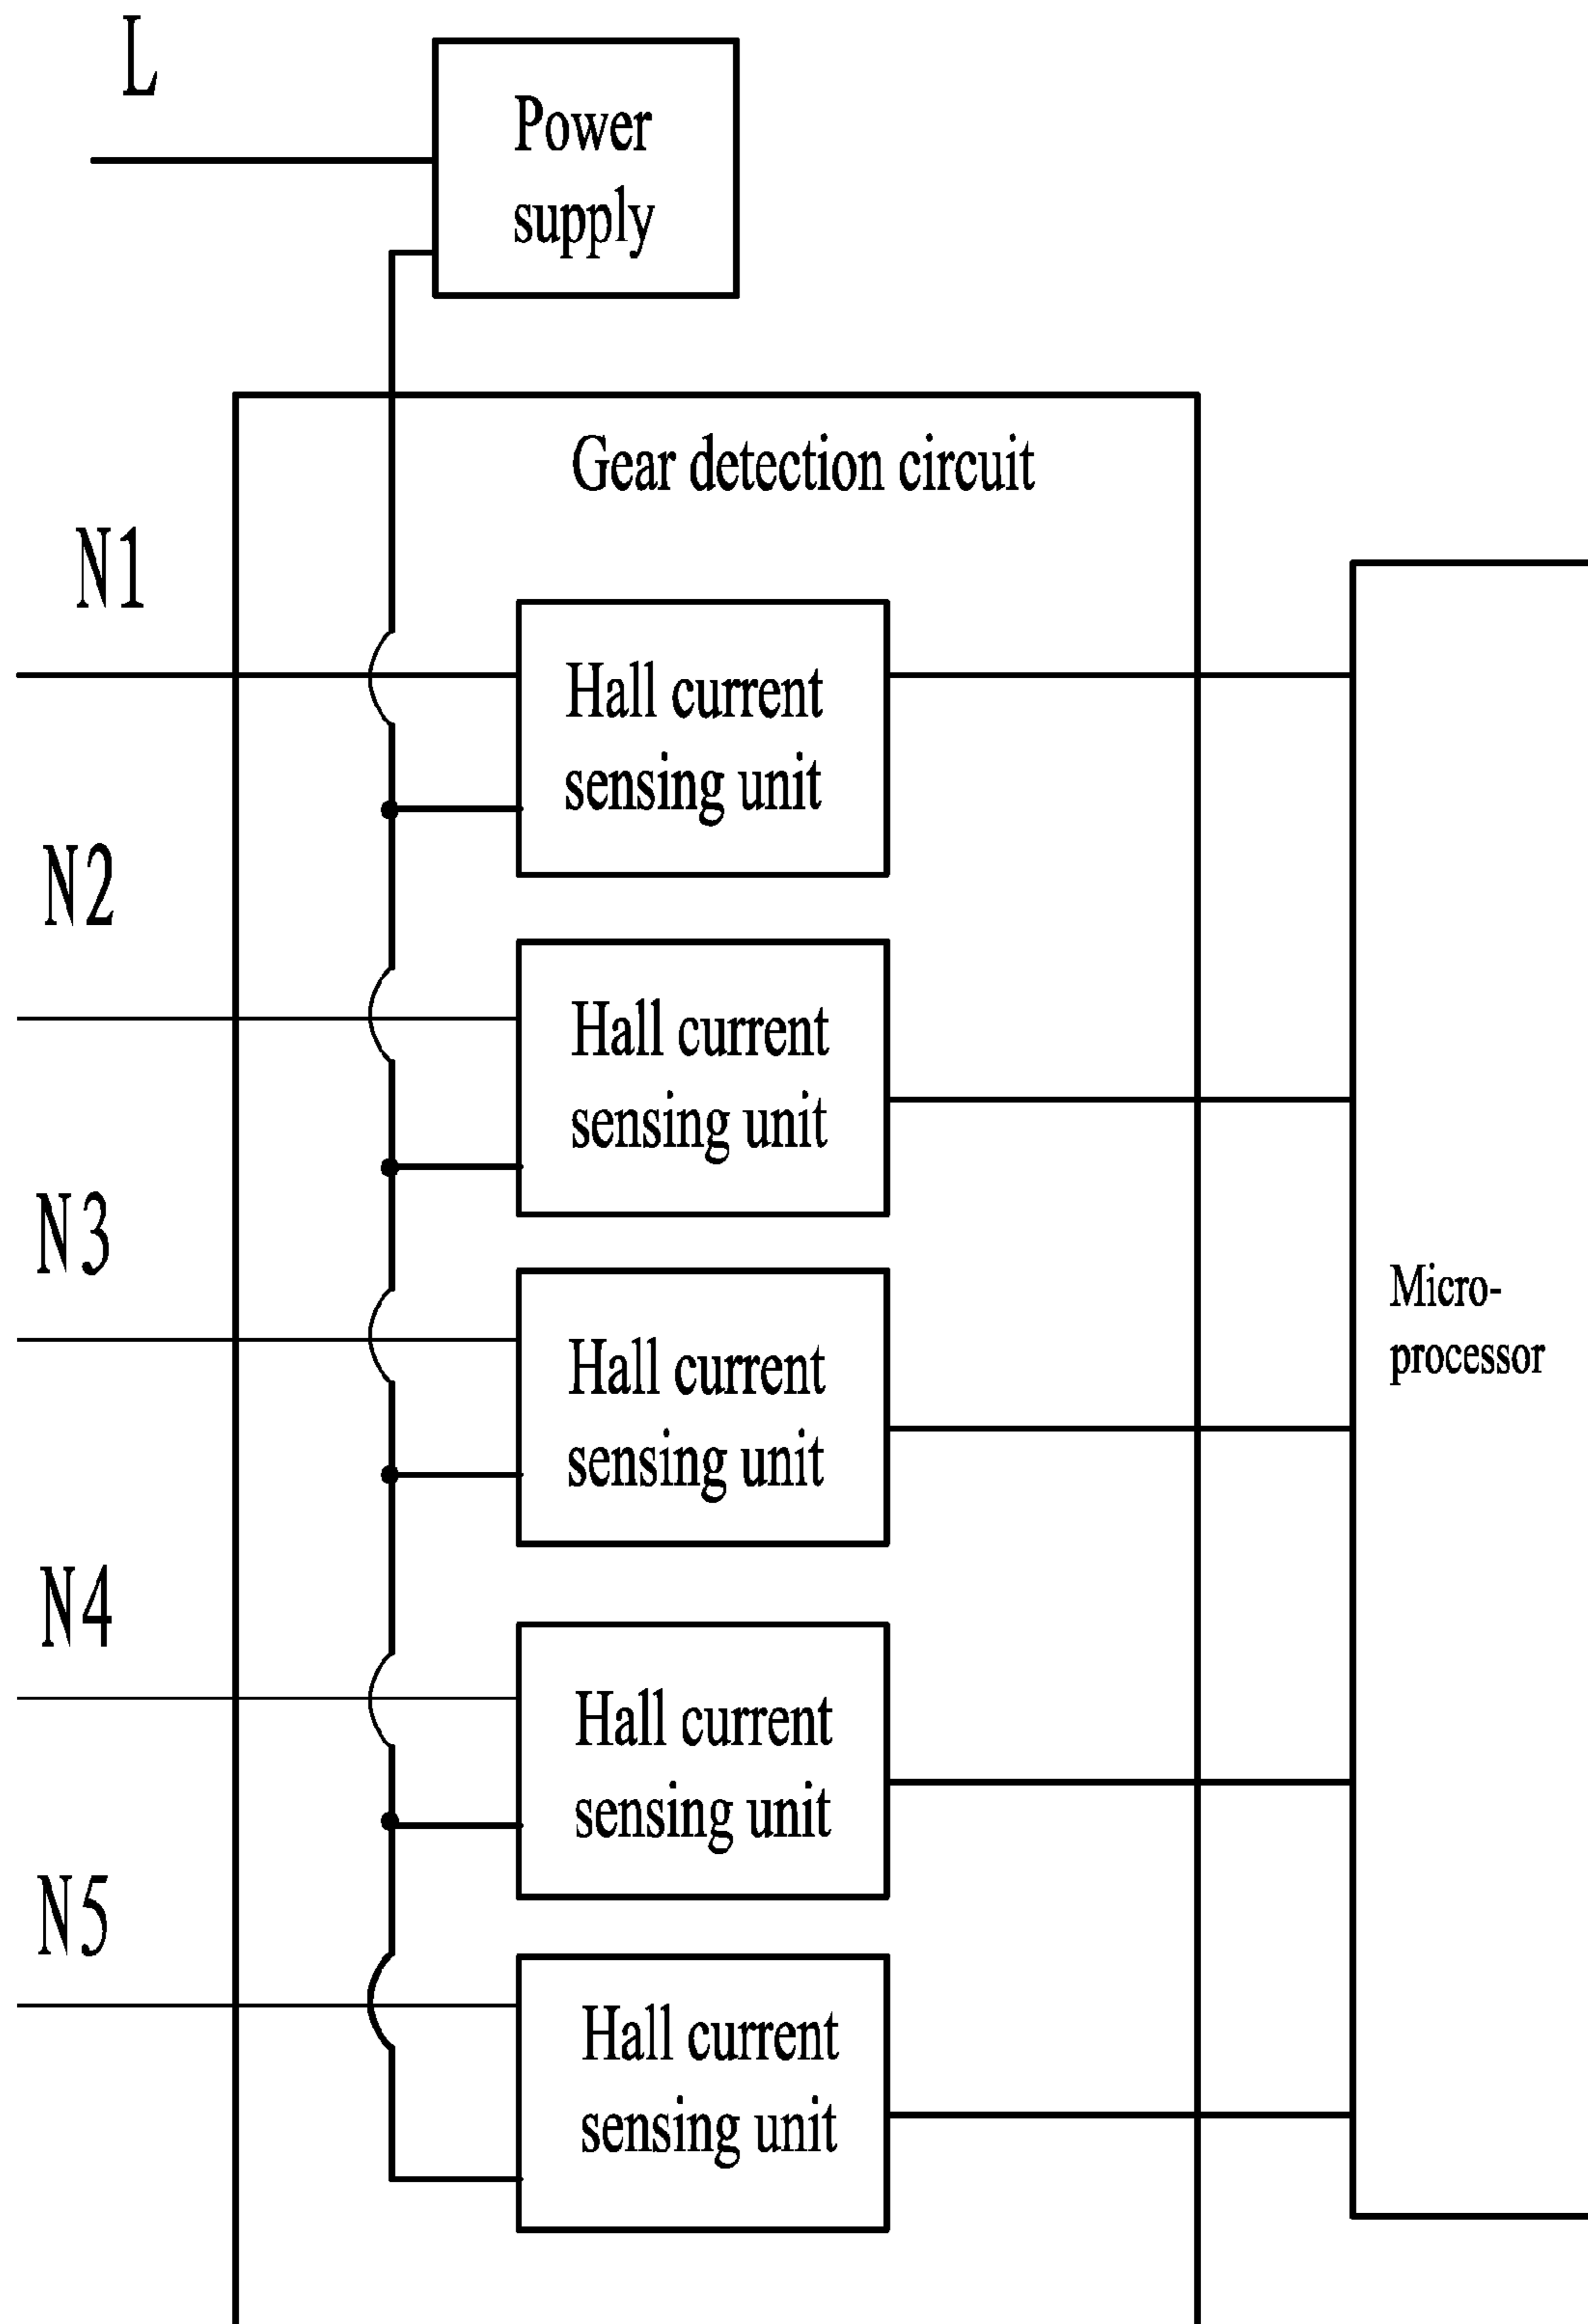 L
Power
supply
Gear detection circuit
N1
Hall current
sensing unit
N2
Hall current
sensing unit
N3
Hall current
sensing unit
Micro-
processor
N4
Hall current
sensing unit
N5
Hall current
sensing unit